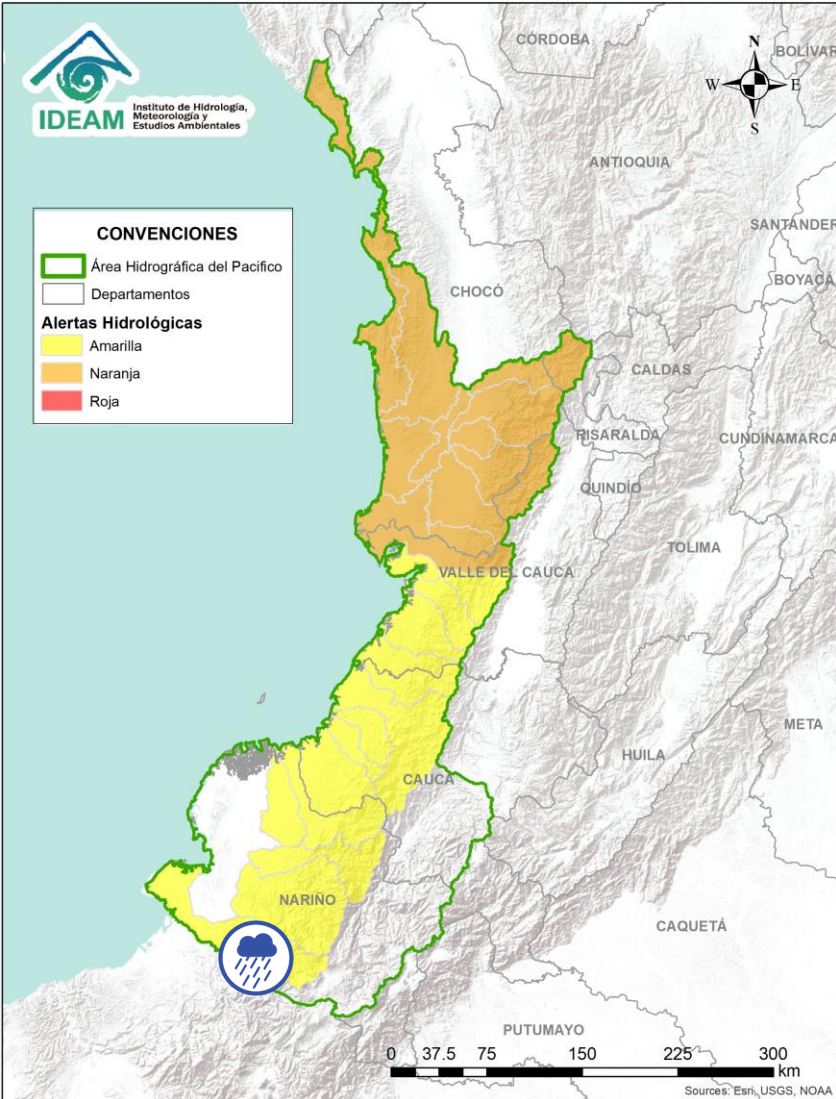 IDEAM
Instituto de Hidrología,
Meteorología y
Estudios Ambientales
N
W
E
S
CÓRDOBA
BOLÍVAR
ANTIOQUIA
SANTANDER
BOYACÁ
CHOCÓ
CALDAS
RISARALDA
CUNDINAMARCA
QUINDÍO
TOLIMA
VALLE DEL CAUCA
META
HUILA
CAUCA
NARIÑO
CAQUETÁ
PUTUMAYO
CONVENCIONES
Área Hidrográfica del Pacifico
Departamentos
Alertas Hidrológicas
Amarilla
Naranja
Roja
0 37.5 75 150 225 300
km
Sources: Esri, USGS, NOAA